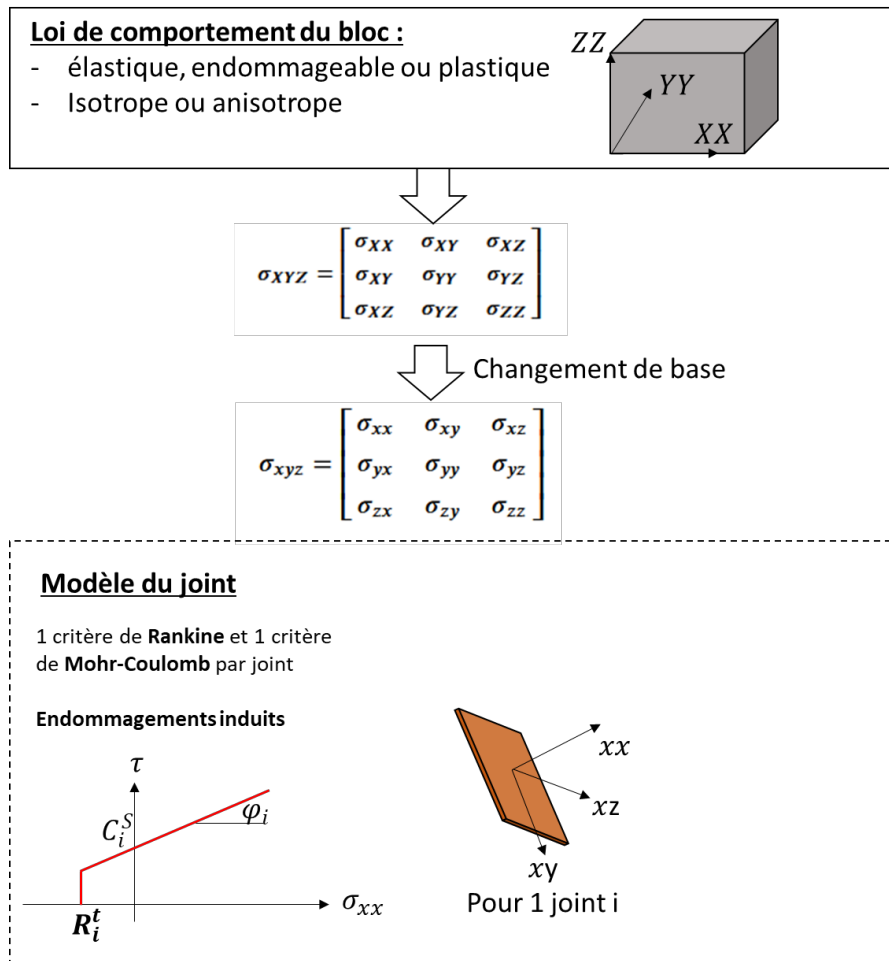 Loi de comportement du bloc :
- élastique, endommageable ou plastique
- Isotrope ou anisotrope
ZZ
YY
XX
σXYZ = [σXX σXY σXZ
σXY σYY σYZ
σXZ σYZ σZZ]
Changement de base
σxyz = [σxx σxy σxz
σyx σyy σyz
σzx σzy σzz]
Modèle du joint
1 critère de Rankine et 1 critère
de Mohr-Coulomb par joint
Endommagements induits
τ
C_i^S
φ_i
R_i^t
σxx
xx
xz
xy
Pour 1 joint i